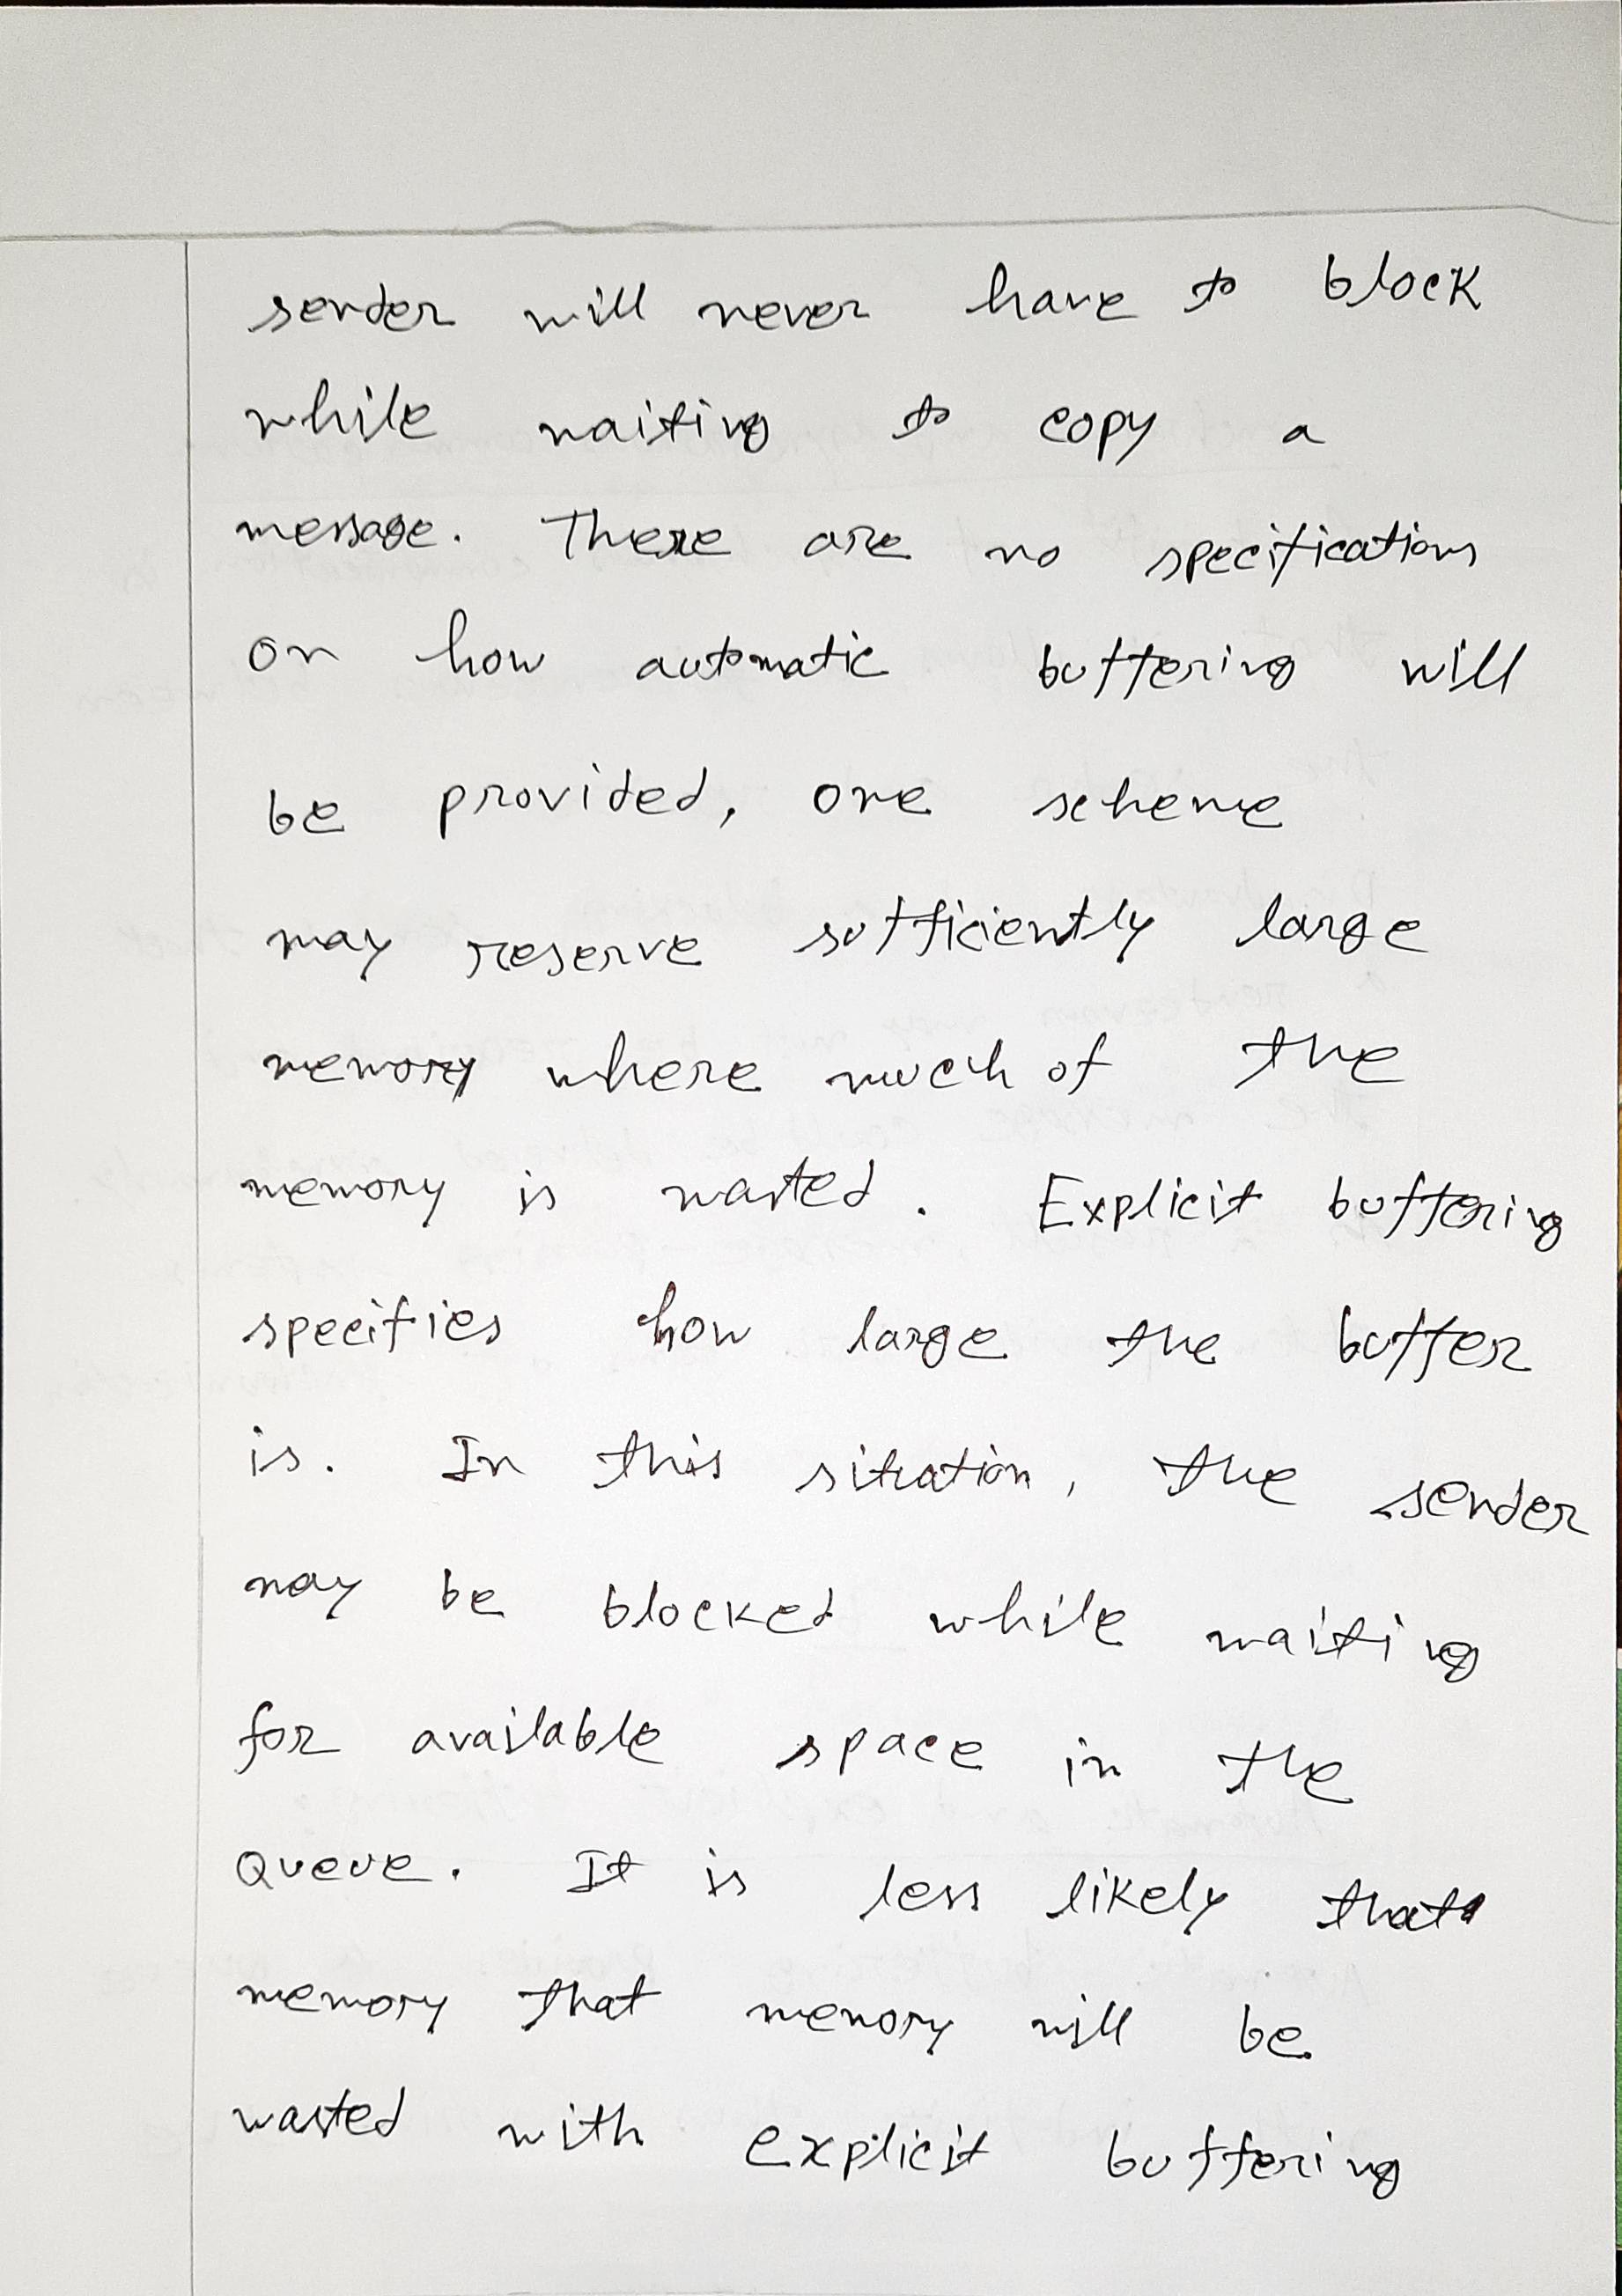 sender will never have to block
while waiting to copy a
message. There are no specifications
on how automatic buffering will
be provided, one scheme
may reserve sufficiently large
memory where much of the
memory is wasted. Explicit buffering
specifies how large the buffer
is. In this situation, the sender
may be blocked while waiting
for available space in the
Queue. It is less likely that
memory that memory will be
wasted with explicit buffering